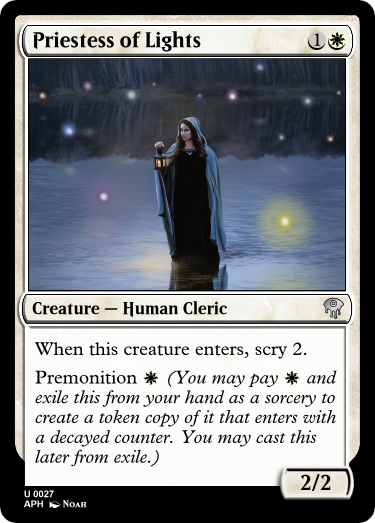 Priestess of Lights
1
Creature — Human Cleric
When this creature enters, scry 2.
Premonition (You may pay and
exile this from your hand as a sorcery to
create a token copy of it that enters with
a decayed counter. You may cast this
later from exile.)
2/2
U 0027
APH Noah